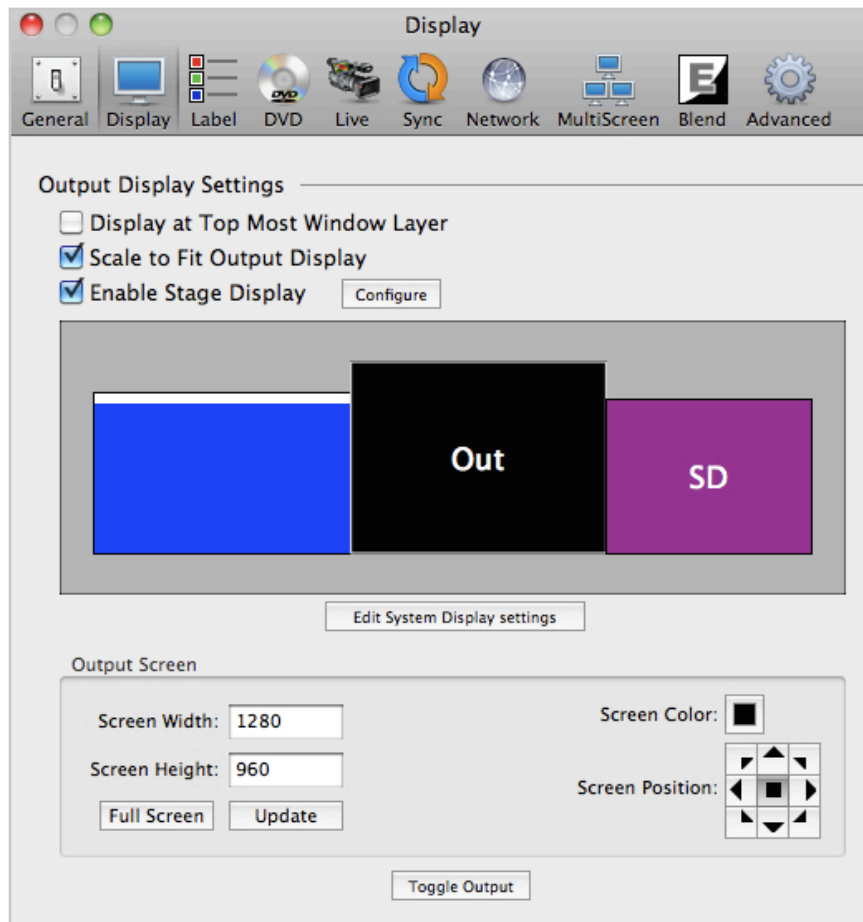 Display
General Display Label DVD Live Sync Network MultiScreen Blend Advanced
Output Display Settings
Display at Top Most Window Layer
Scale to Fit Output Display
Enable Stage Display Configure
Out
SD
Edit System Display settings
Output Screen
Screen Width: 1280
Screen Color:
Screen Height: 960
Screen Position:
Full Screen Update
Toggle Output